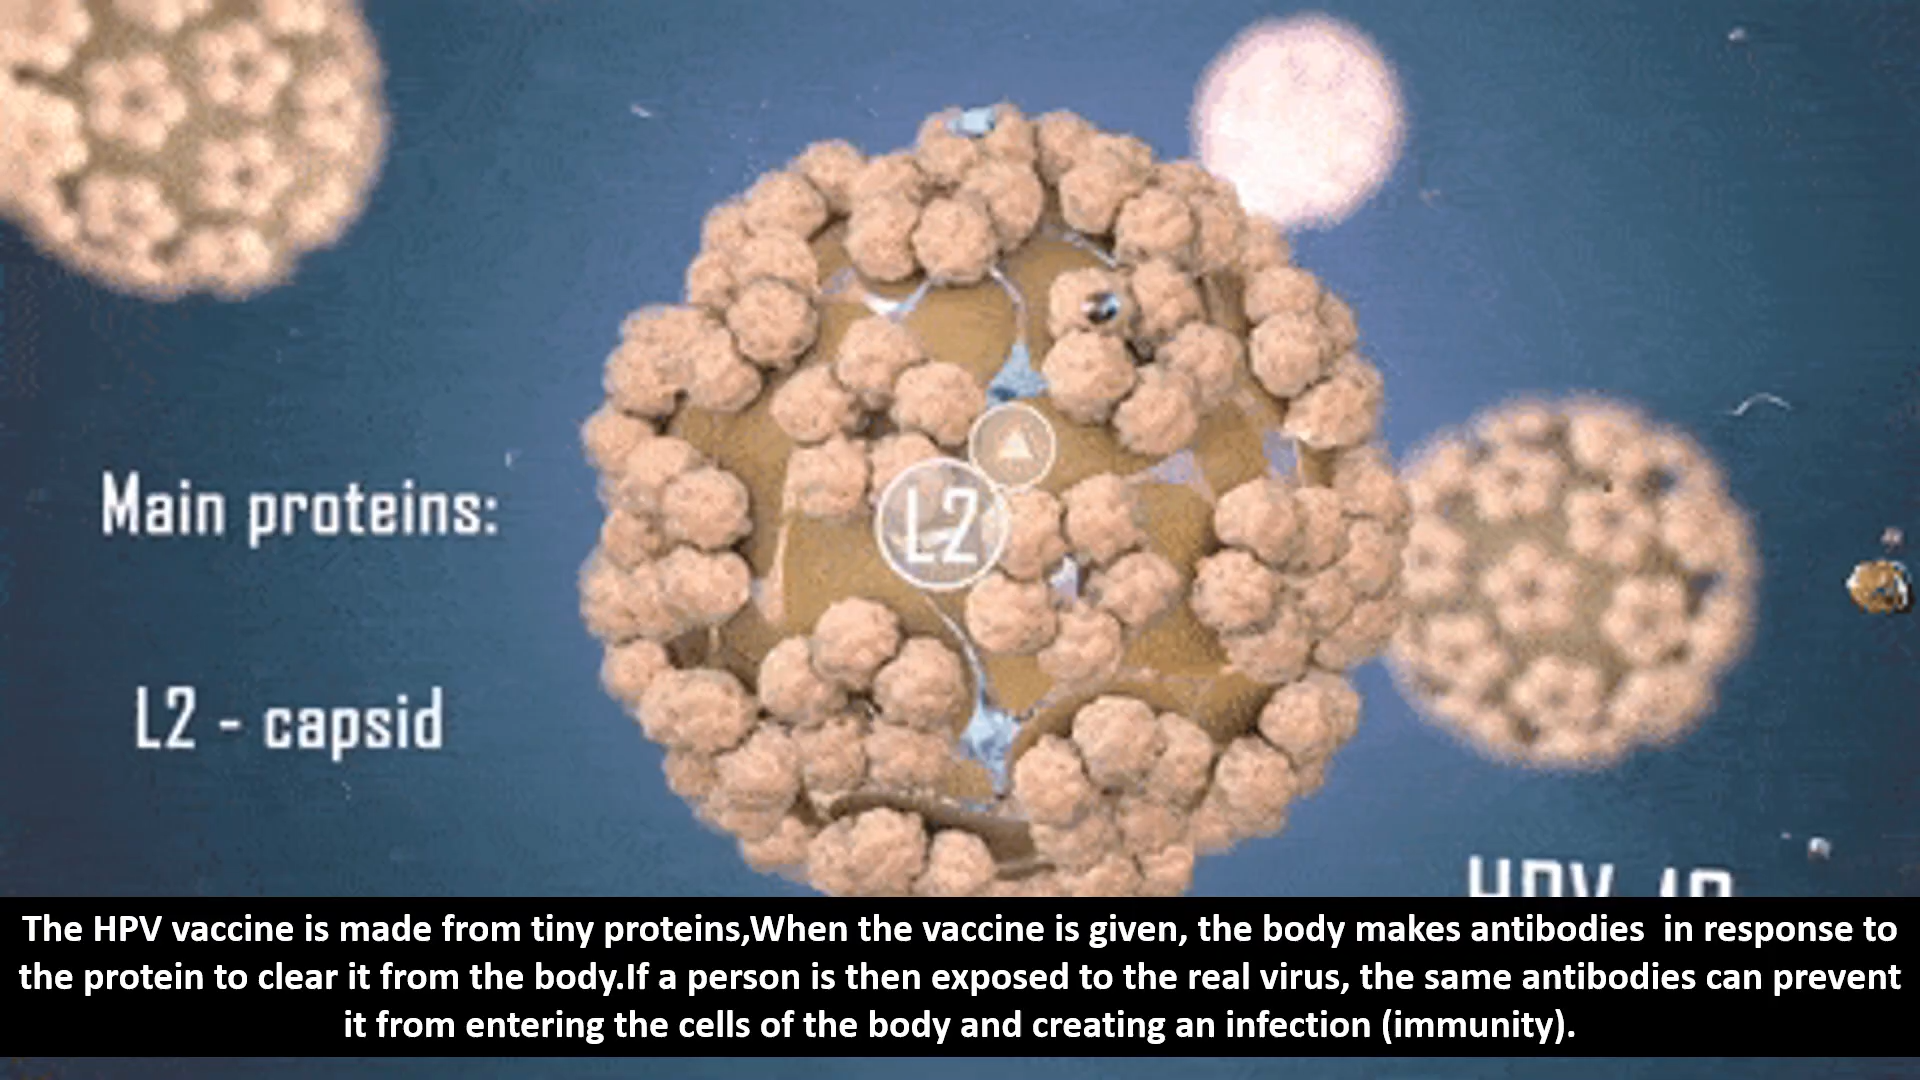 Main proteins:
L2
L2 - capsid
The HPV vaccine is made from tiny proteins,When the vaccine is given, the body makes antibodies  in response to
the protein to clear it from the body.If a person is then exposed to the real virus, the same antibodies can prevent
it from entering the cells of the body and creating an infection (immunity).